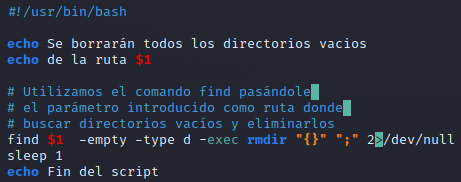 #!/usr/bin/bash
echo Se borrarán todos los directorios vacios
echo de la ruta $1
# Utilizamos el comando find pasándole
# el parámetro introducido como ruta donde
# buscar directorios vacios y eliminarlos
find $1  -empty -type d -exec rmdir "{}" ";" 2>/dev/null
sleep 1
echo Fin del script